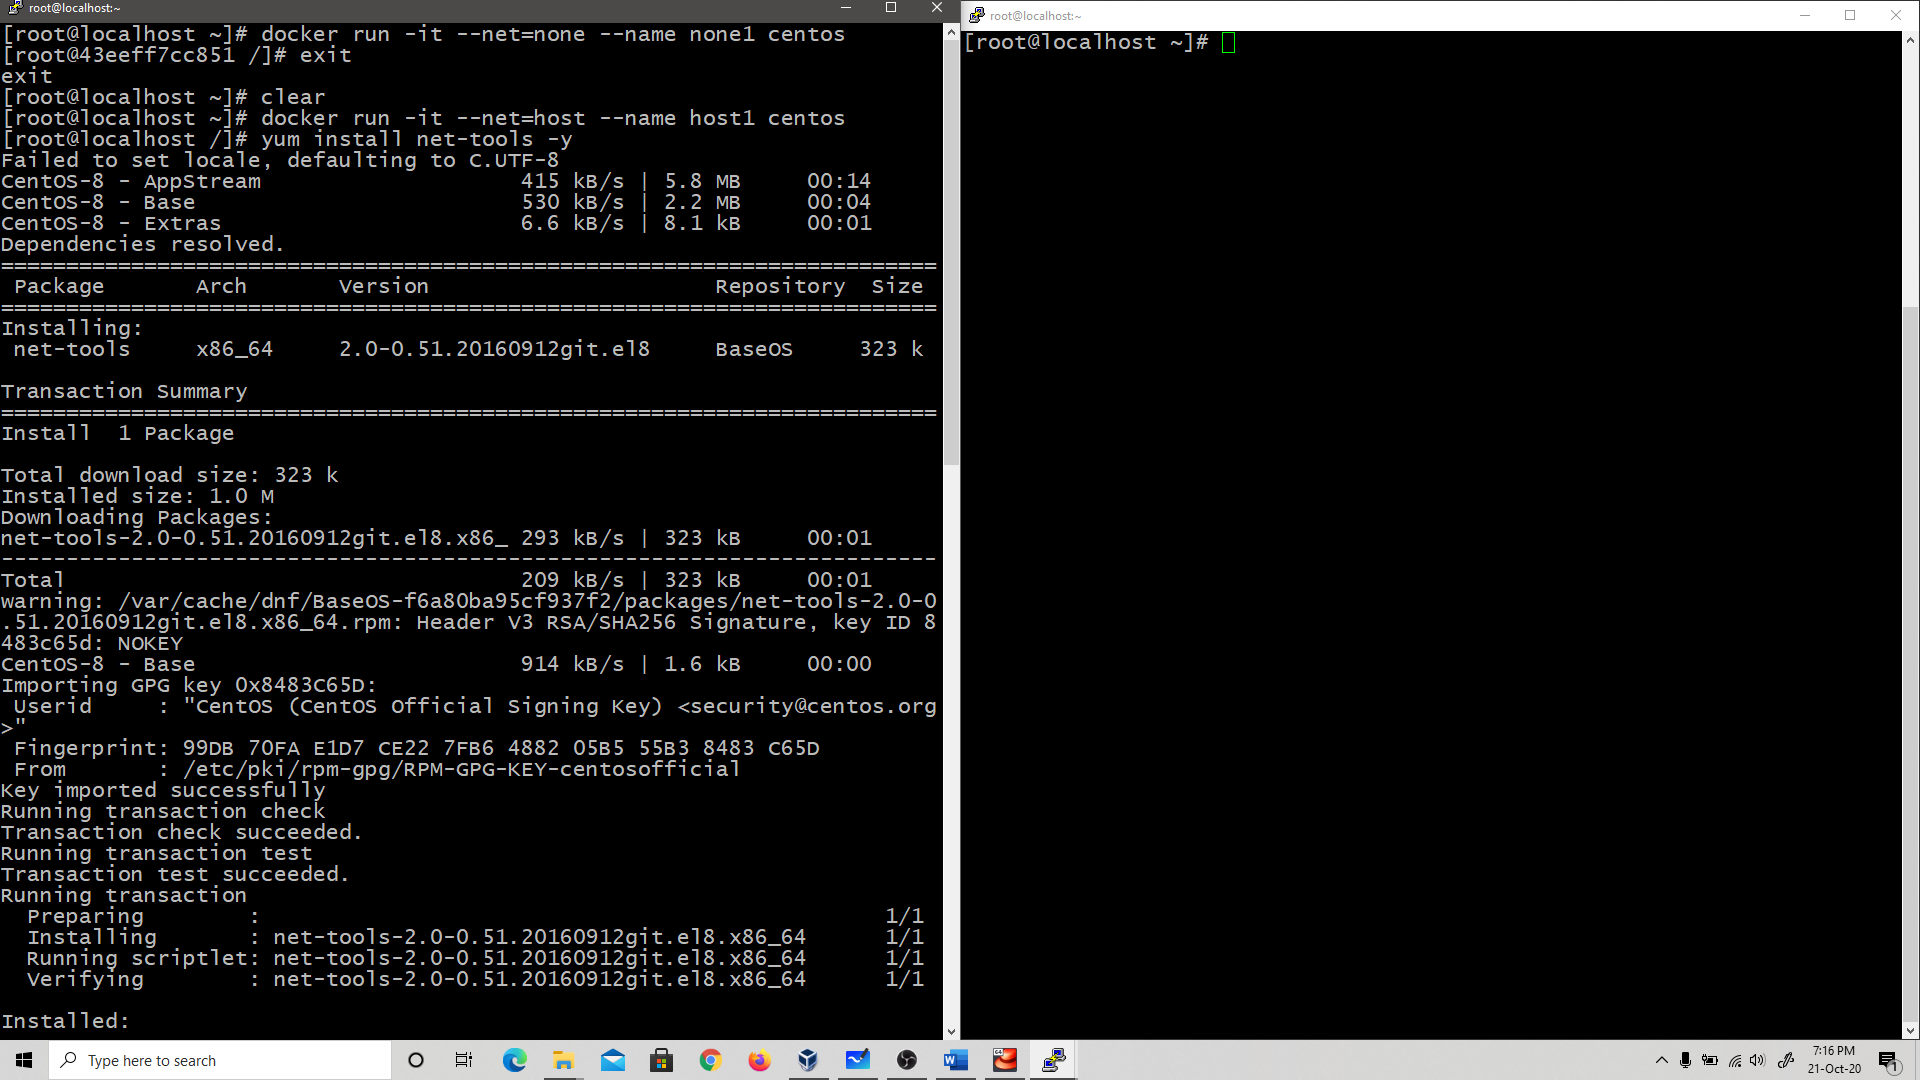 root@localhost:~
[root@localhost ~]# docker run -it --net=none --name none1 centos
[root@43eeff7cc851 /]# exit
exit
[root@localhost ~]# clear
[root@localhost ~]# docker run -it --net=host --name host1 centos
[root@localhost /]# yum install net-tools -y
Failed to set locale, defaulting to C.UTF-8
CentOS-8 - AppStream 415 kB/s | 5.8 MB 00:14
CentOS-8 - Base 530 kB/s | 2.2 MB 00:04
CentOS-8 - Extras 6.6 kB/s | 8.1 kB 00:01
Dependencies resolved.
========================================================================
Package Arch Version Repository Size
========================================================================
Installing:
net-tools x86_64 2.0-0.51.20160912git.el8 BaseOS 323 k
Transaction Summary
========================================================================
Install 1 Package
Total download size: 323 k
Installed size: 1.0 M
Downloading Packages:
net-tools-2.0-0.51.20160912git.el8.x86_ 293 kB/s | 323 kB 00:01
------------------------------------------------------------------------
Total 209 kB/s | 323 kB 00:01
warning: /var/cache/dnf/BaseOS-f6a80ba95cf937f2/packages/net-tools-2.0-0
.51.20160912git.el8.x86_64.rpm: Header V3 RSA/SHA256 Signature, key ID 8
483c65d: NOKEY
CentOS-8 - Base 914 kB/s | 1.6 kB 00:00
Importing GPG key 0x8483C65D:
Userid : "CentOS (CentOS Official Signing Key) <security@centos.org
>"
Fingerprint: 99DB 70FA E1D7 CE22 7FB6 4882 05B5 55B3 8483 C65D
From : /etc/pki/rpm-gpg/RPM-GPG-KEY-centosofficial
Key imported successfully
Running transaction check
Transaction check succeeded.
Running transaction test
Transaction test succeeded.
Running transaction
Preparing : 1/1
Installing : net-tools-2.0-0.51.20160912git.el8.x86_64 1/1
Running scriptlet: net-tools-2.0-0.51.20160912git.el8.x86_64 1/1
Verifying : net-tools-2.0-0.51.20160912git.el8.x86_64 1/1
Installed:
root@localhost:~
[root@localhost ~]#
Type here to search
7:16 PM
21-Oct-20
1